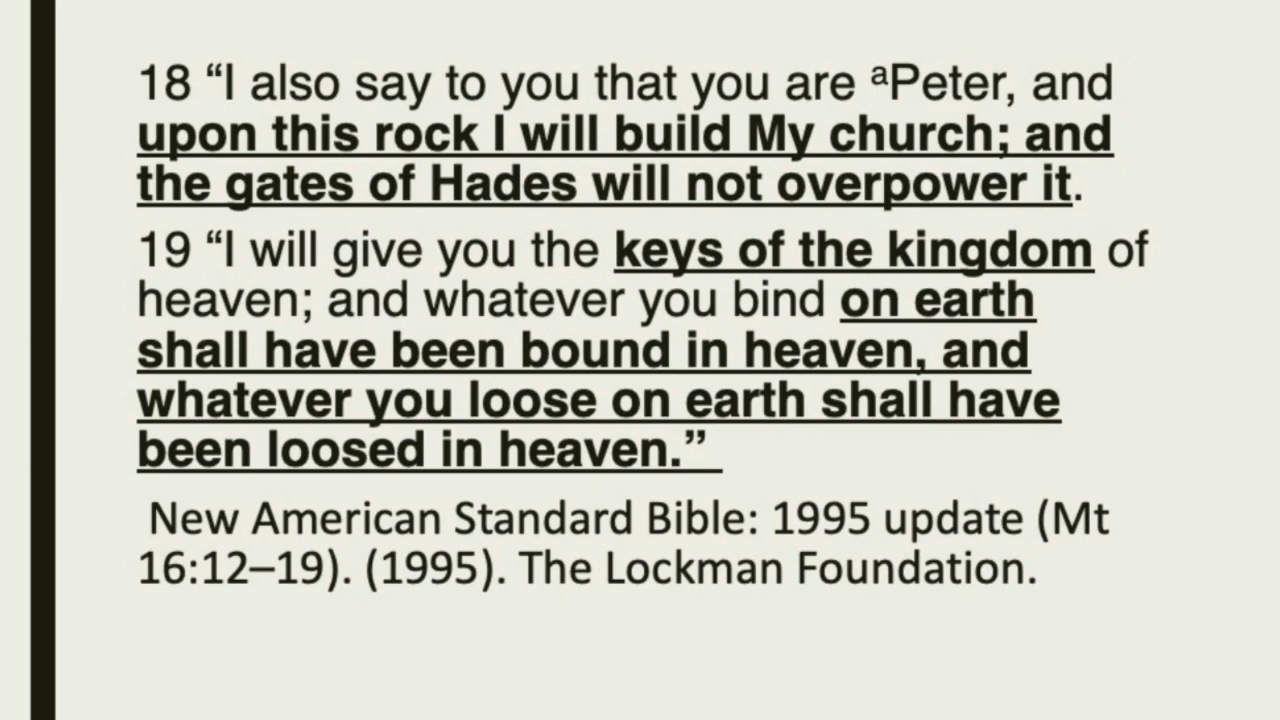 18 “I also say to you that you are ᵃPeter, and
upon this rock I will build My church; and
the gates of Hades will not overpower it.
19 “I will give you the keys of the kingdom of
heaven; and whatever you bind on earth
shall have been bound in heaven, and
whatever you loose on earth shall have
been loosed in heaven.”
New American Standard Bible: 1995 update (Mt
16:12–19). (1995). The Lockman Foundation.